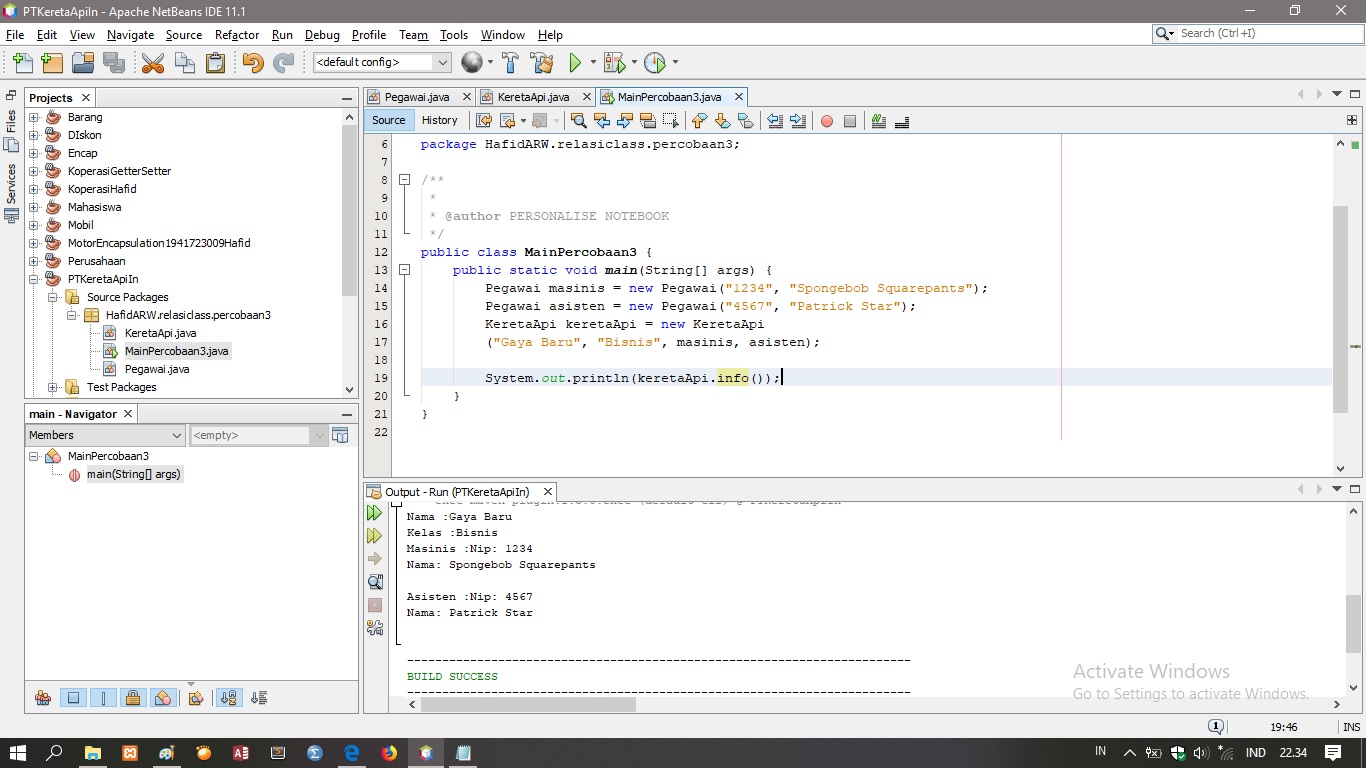 PTKeretaApiIn - Apache NetBeans IDE 11.1
File Edit View Navigate Source Refactor Run Debug Profile Team Tools Window Help
Search (Ctrl+I)
<default config>
Files
Services
Projects
Barang
DIskon
Encap
KoperasiGetterSetter
KoperasiHafid
Mahasiswa
Mobil
MotorEncapsulation1941723009Hafid
Perusahaan
PTKeretaApiIn
Source Packages
HafidARW.relasiclass.percobaan3
KeretaApi.java
MainPercobaan3.java
Pegawai.java
Test Packages
main - Navigator
Members
<empty>
MainPercobaan3
main(String[] args)
Pegawai.java KeretaApi.java MainPercobaan3.java
Source History
6 package HafidARW.relasiclass.percobaan3;
7
8 /**
9 *
10 * @author PERSONALISE NOTEBOOK
11 */
12 public class MainPercobaan3 {
13 public static void main(String[] args) {
14 Pegawai masinis = new Pegawai("1234", "Spongebob Squarepants");
15 Pegawai asisten = new Pegawai("4567", "Patrick Star");
16 KeretaApi keretaApi = new KeretaApi
17 ("Gaya Baru", "Bisnis", masinis, asisten);
18
19 System.out.println(keretaApi.info());
20 }
21 }
22
Output - Run (PTKeretaApiIn)
Nama :Gaya Baru
Kelas :Bisnis
Masinis :Nip: 1234
Nama: Spongebob Squarepants
Asisten :Nip: 4567
Nama: Patrick Star
------------------------------------------------------------------------
BUILD SUCCESS
------------------------------------------------------------------------
Activate Windows
Go to Settings to activate Windows.
1
19:46 INS
IN IND 22.34